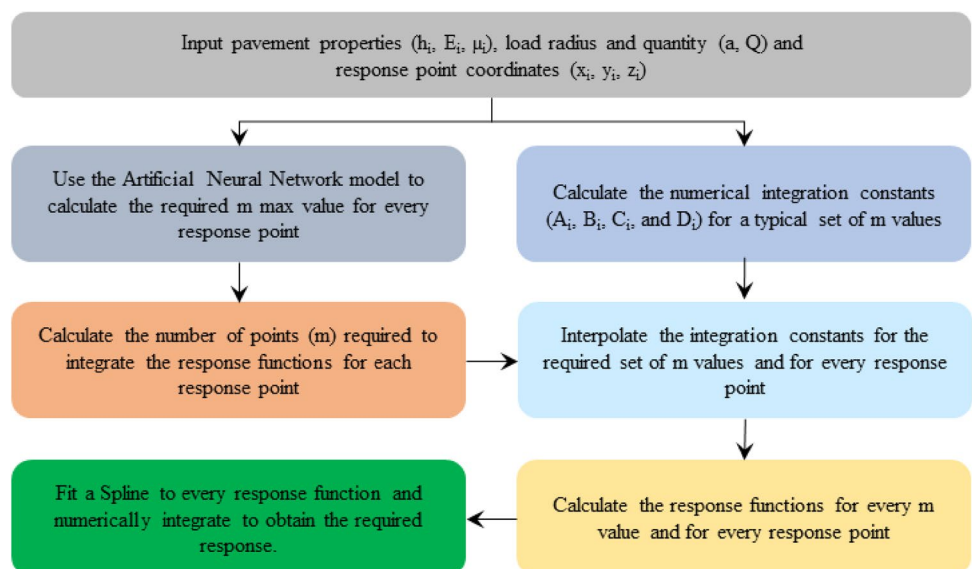 Input pavement properties (hᵢ, Eᵢ, μᵢ), load radius and quantity (a, Q) and
response point coordinates (xᵢ, yᵢ, zᵢ)
Use the Artificial Neural Network model to
calculate the required m max value for every
response point
Calculate the numerical integration constants
(Aᵢ, Bᵢ, Cᵢ, and Dᵢ) for a typical set of m values
Calculate the number of points (m) required to
integrate the response functions for each
response point
Interpolate the integration constants for the
required set of m values and for every response
point
Fit a Spline to every response function and
numerically integrate to obtain the required
response.
Calculate the response functions for every m
value and for every response point